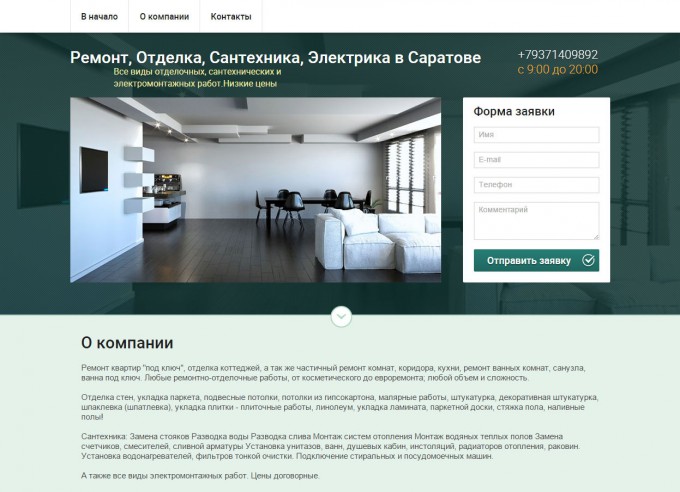 В начало
О компании
Контакты
Ремонт, Отделка, Сантехника, Электрика в Саратове
Все виды отделочных, сантехнических и
электромонтажных работ.Низкие цены
+79371409892
с 9:00 до 20:00
Форма заявки
Имя
E-mail
Телефон
Комментарий
Отправить заявку
О компании
Ремонт квартир "под ключ", отделка коттеджей, а так же частичный ремонт комнат, коридора, кухни, ремонт ванных комнат, санузла,
ванна под ключ. Любые ремонтно-отделочные работы, от косметического до евроремонта, любой объем и сложность.
Отделка стен, укладка паркета, подвесные потолки, потолки из гипсокартона, малярные работы, штукатурка, декоративная штукатурка,
шпаклевка (шпатлевка), укладка плитки - плиточные работы, линолеум, укладка ламината, паркетной доски, стяжка пола, наливные
полы!
Сантехника: Замена стояков Разводка воды Разводка слива Монтаж систем отопления Монтаж водяных теплых полов Замена
счетчиков, смесителей, сливной арматуры Установка унитазов, ванн, душевых кабин, инстоляций, радиаторов отопления, раковин.
Установка водонагревателей, фильтров тонкой очистки. Подключение стиральных и посудомоечных машин.
А также все виды электромонтажных работ. Цены договорные.